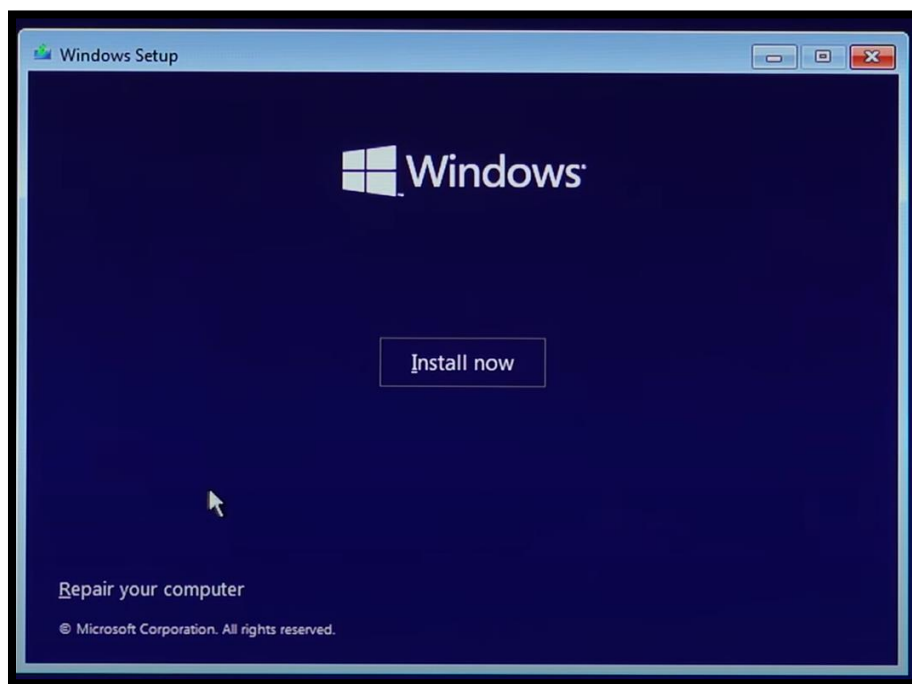 Windows Setup
Windows
Install now
Repair your computer
© Microsoft Corporation. All rights reserved.